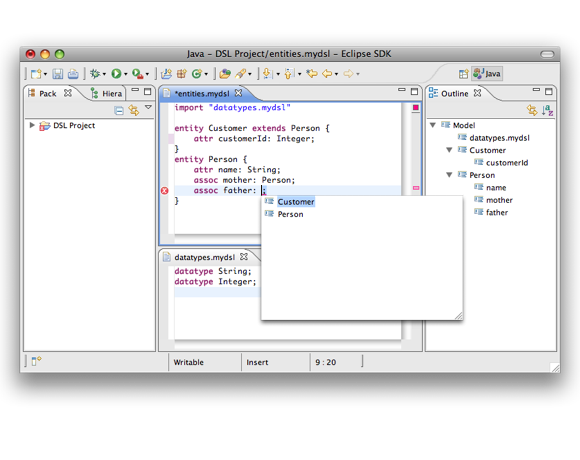 Java – DSL Project/entities.mydsl – Eclipse SDK
Java
Pack
Hiera
DSL Project
*entities.mydsl
import "datatypes.mydsl"
entity Customer extends Person {
attr customerId: Integer;
}
entity Person {
attr name: String;
assoc mother: Person;
assoc father: ;
}
Customer
Person
datatypes.mydsl
datatype String;
datatype Integer;
Outline
Model
datatypes.mydsl
Customer
customerId
Person
name
mother
father
Writable
Insert
9 : 20